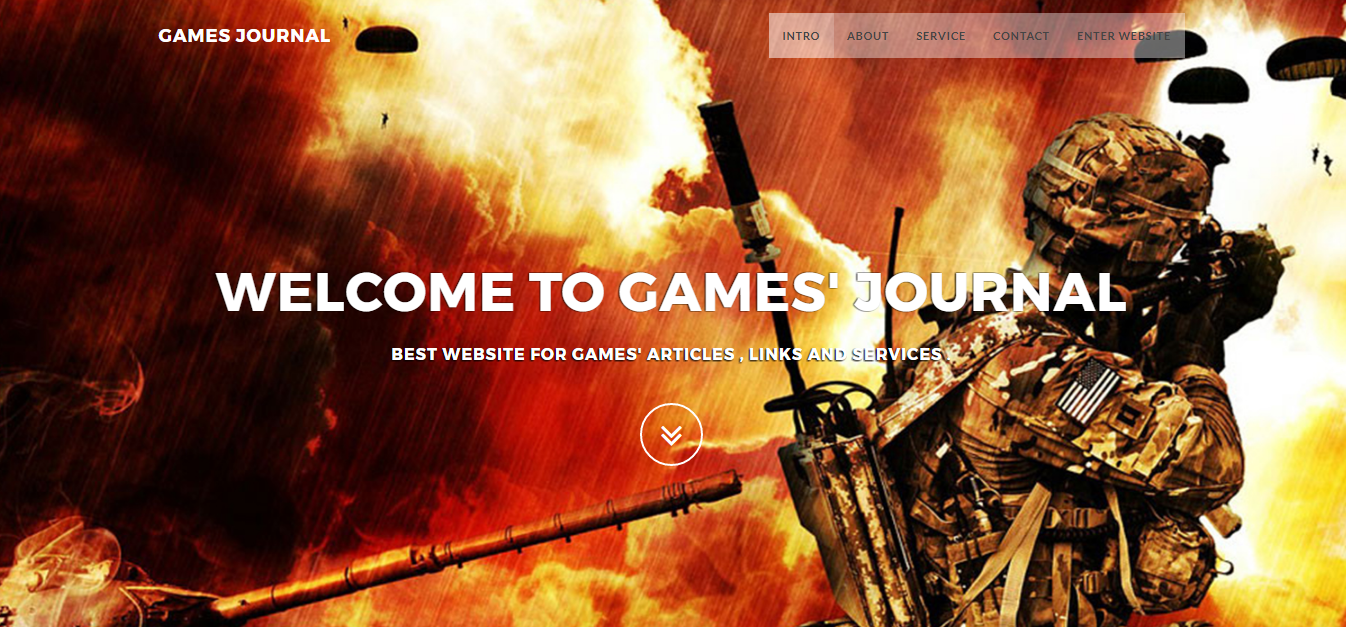 GAMES JOURNAL
INTRO ABOUT SERVICE CONTACT ENTER WEBSITE
WELCOME TO GAMES' JOURNAL
BEST WEBSITE FOR GAMES' ARTICLES , LINKS AND SERVICES .